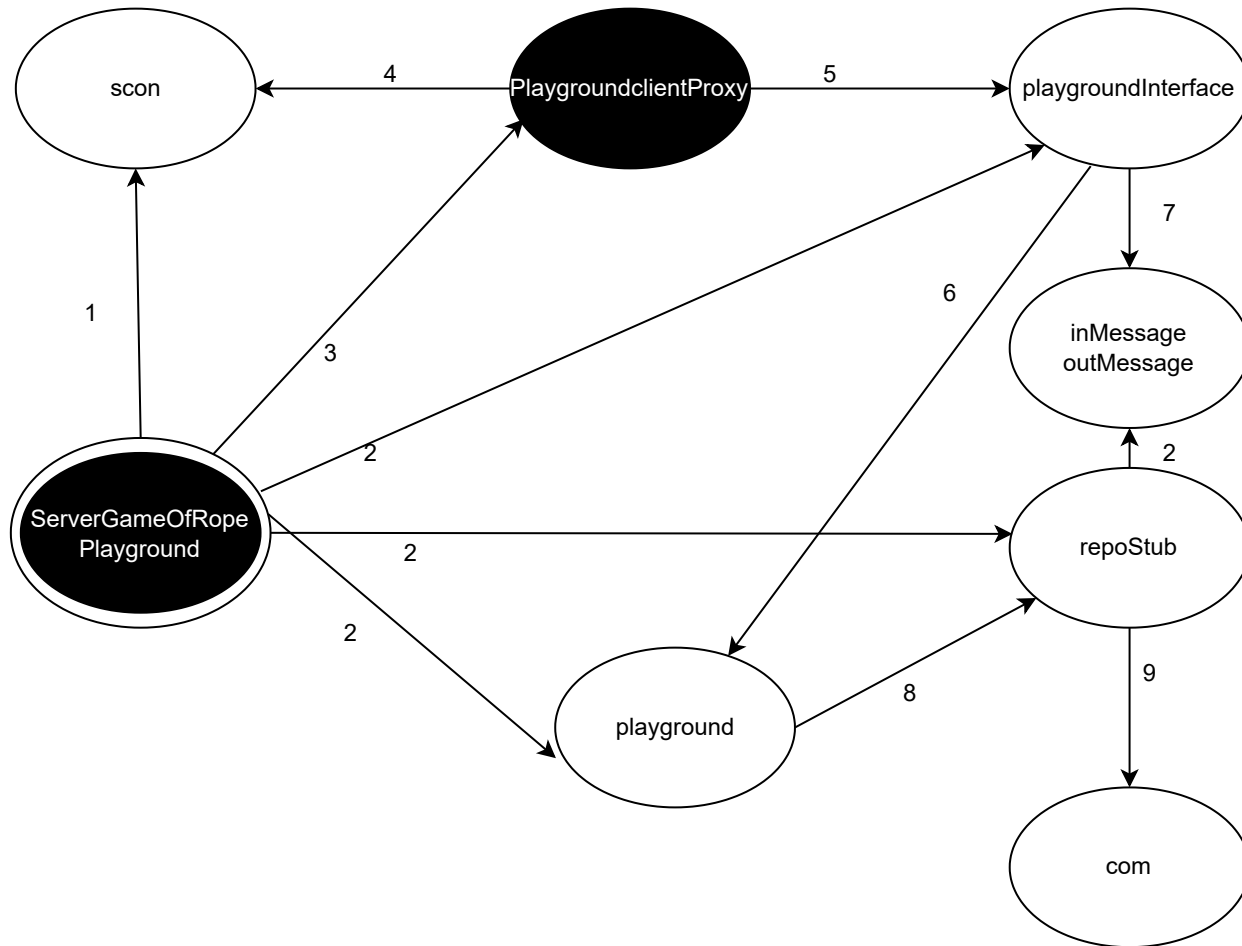 scon
4
PlaygroundclientProxy
5
playgroundInterface
7
6
1
3
inMessage
outMessage
2
2
ServerGameOfRope
Playground
2
repoStub
2
8
9
playground
com